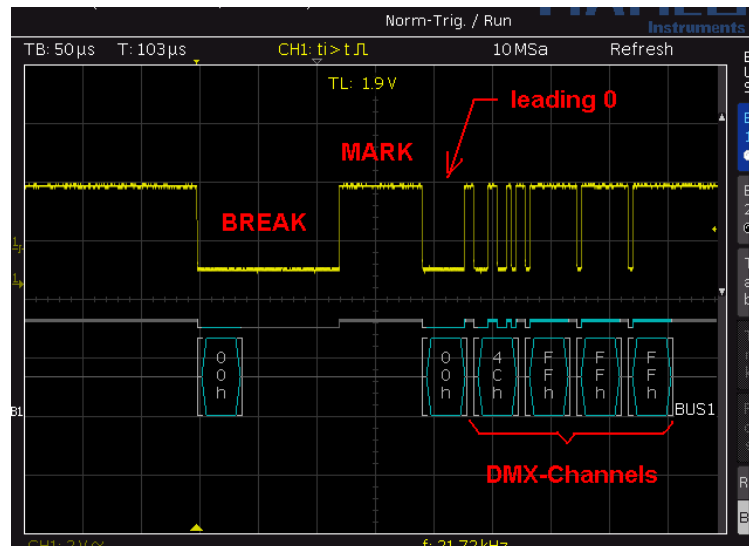 Norm-Trig. / Run
Instruments
TB: 50µs T: 103µs CH1: ti>t 10MSa Refresh
TL: 1.9V
leading 0
MARK
BREAK
00h 00h 4Ch FFh FFh FFh
B1
BUS1
DMX-Channels
CH1: 2V f: 21.72kHz